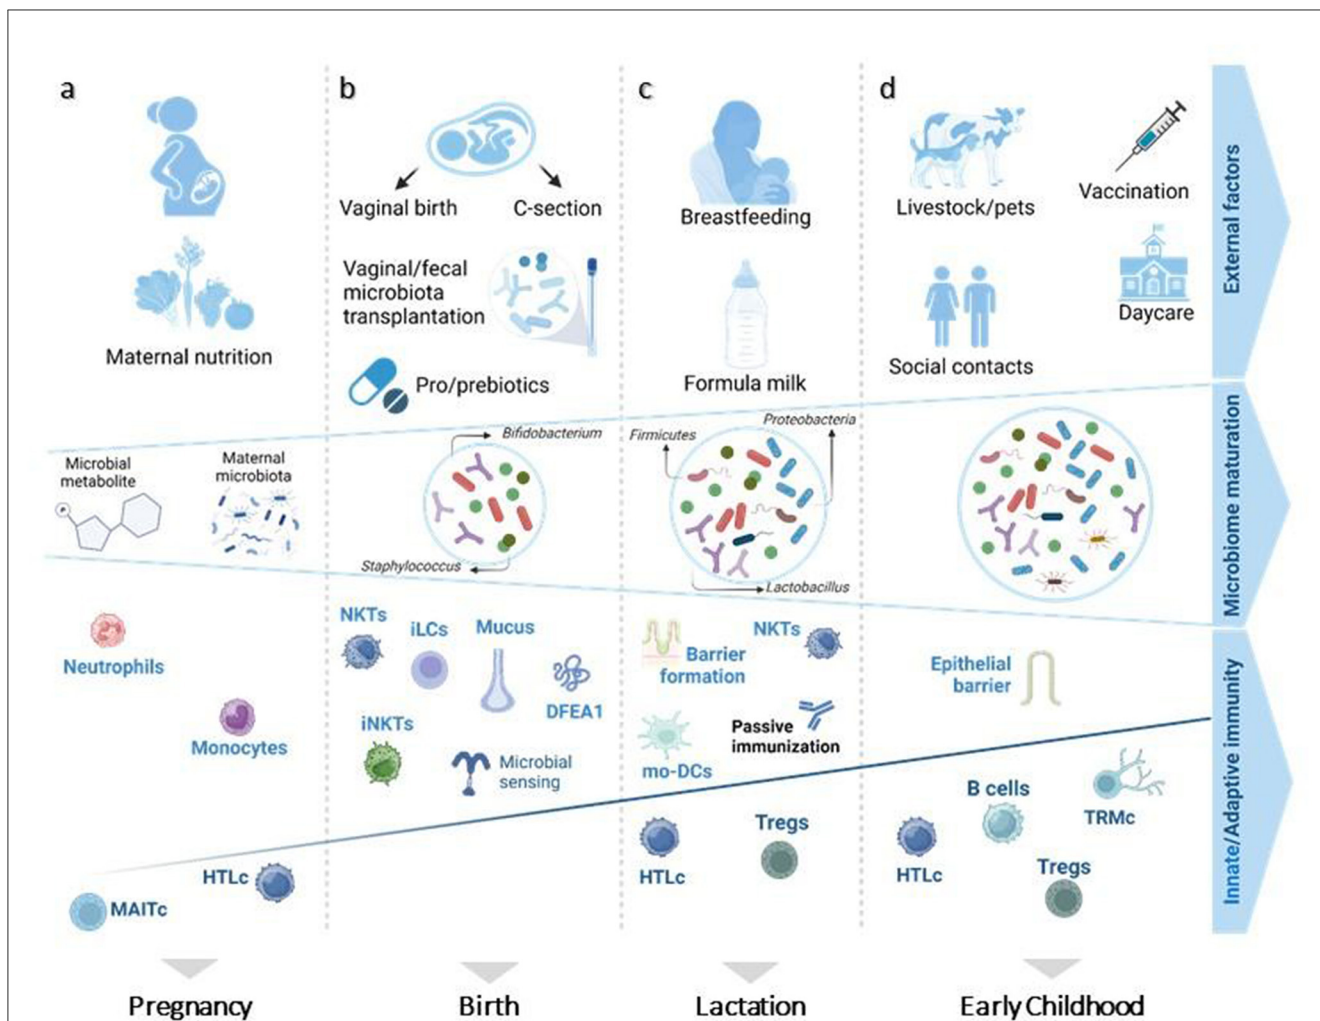 a
Maternal nutrition
Microbial
metabolite
P
Maternal
microbiota
Neutrophils
Monocytes
HTLc
MAITc
Pregnancy
b
Vaginal birth
C-section
Vaginal/fecal
microbiota
transplantation
Pro/prebiotics
Bifidobacterium
Staphylococcus
NKTs
iLCs
Mucus
DFEA1
iNKTs
Microbial
sensing
Birth
c
Breastfeeding
Formula milk
Firmicutes
Proteobacteria
Lactobacillus
Barrier
formation
NKTs
mo-DCs
Passive
immunization
HTLc
Tregs
Lactation
d
Livestock/pets
Vaccination
Social contacts
Daycare
Epithelial
barrier
B cells
TRMc
HTLc
Tregs
Early Childhood
External factors
Microbiome maturation
Innate/Adaptive immunity